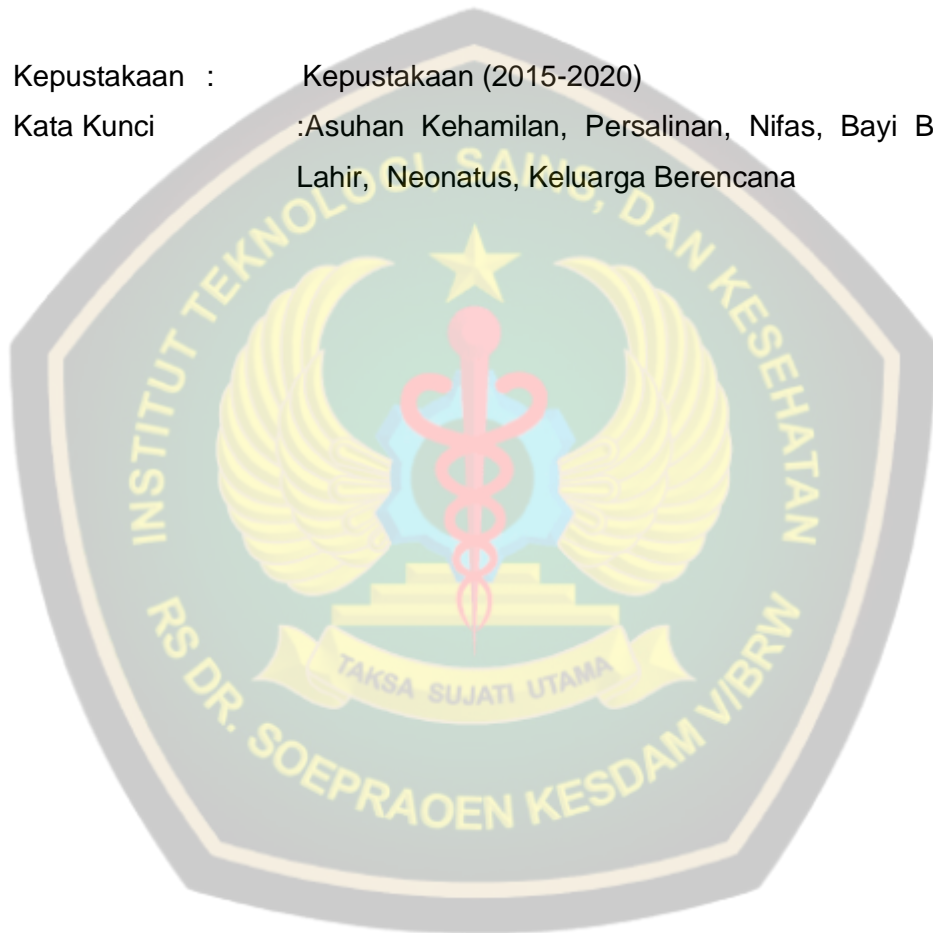 Kepustakaan : Kepustakaan (2015-2020)
Kata Kunci :Asuhan Kehamilan, Persalinan, Nifas, Bayi B
Lahir, Neonatus, Keluarga Berencana
INSTITUT TEKNOLOGI, SAINS, DAN KESEHATAN
TAKSA SUJATI UTAMA
RS DR. SOEPRAOEN KESDAM V/BRW